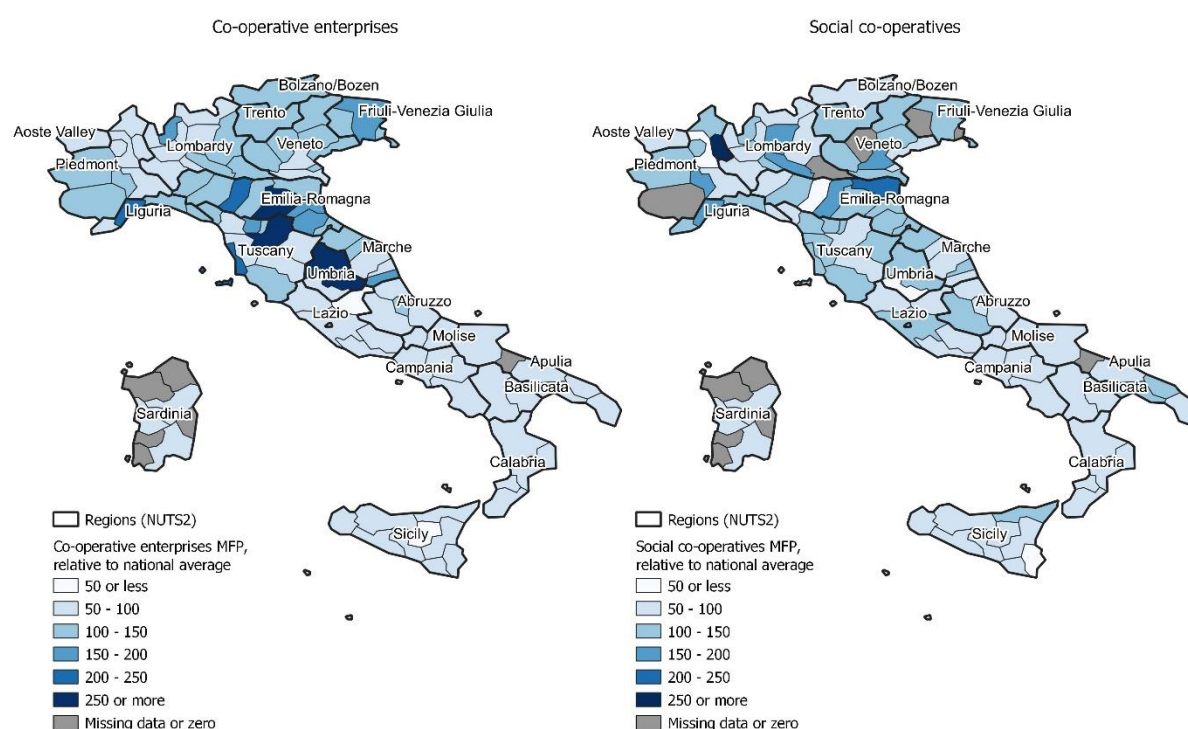 Co-operative enterprises
Bolzano/Bozen
Trento
Friuli-Venezia Giulia
Aoste Valley
Lombardy
Veneto
Piedmont
Emilia-Romagna
Liguria
Tuscany
Marche
Umbria
Abruzzo
Lazio
Molise
Apulia
Campania
Basilicata
Sardinia
Calabria
Sicily
Regions (NUTS2)
Co-operative enterprises MFP,
relative to national average
50 or less
50 - 100
100 - 150
150 - 200
200 - 250
250 or more
Missing data or zero
Social co-operatives
Bolzano/Bozen
Trento
Friuli-Venezia Giulia
Aoste Valley
Lombardy
Veneto
Piedmont
Emilia-Romagna
Liguria
Tuscany
Marche
Umbria
Abruzzo
Lazio
Molise
Apulia
Campania
Basilicata
Sardinia
Calabria
Sicily
Regions (NUTS2)
Social co-operatives MFP,
relative to national average
50 or less
50 - 100
100 - 150
150 - 200
200 - 250
250 or more
Missing data or zero